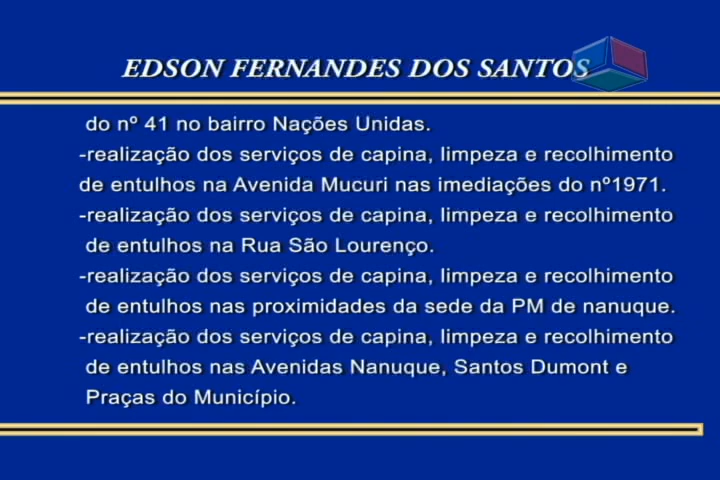 EDSON FERNANDES DOS SANTOS
do nº 41 no bairro Nações Unidas.
-realização dos serviços de capina, limpeza e recolhimento
de entulhos na Avenida Mucuri nas imediações do nº1971.
-realização dos serviços de capina, limpeza e recolhimento
de entulhos na Rua São Lourenço.
-realização dos serviços de capina, limpeza e recolhimento
de entulhos nas proximidades da sede da PM de nanuque.
-realização dos serviços de capina, limpeza e recolhimento
de entulhos nas Avenidas Nanuque, Santos Dumont e
Praças do Município.